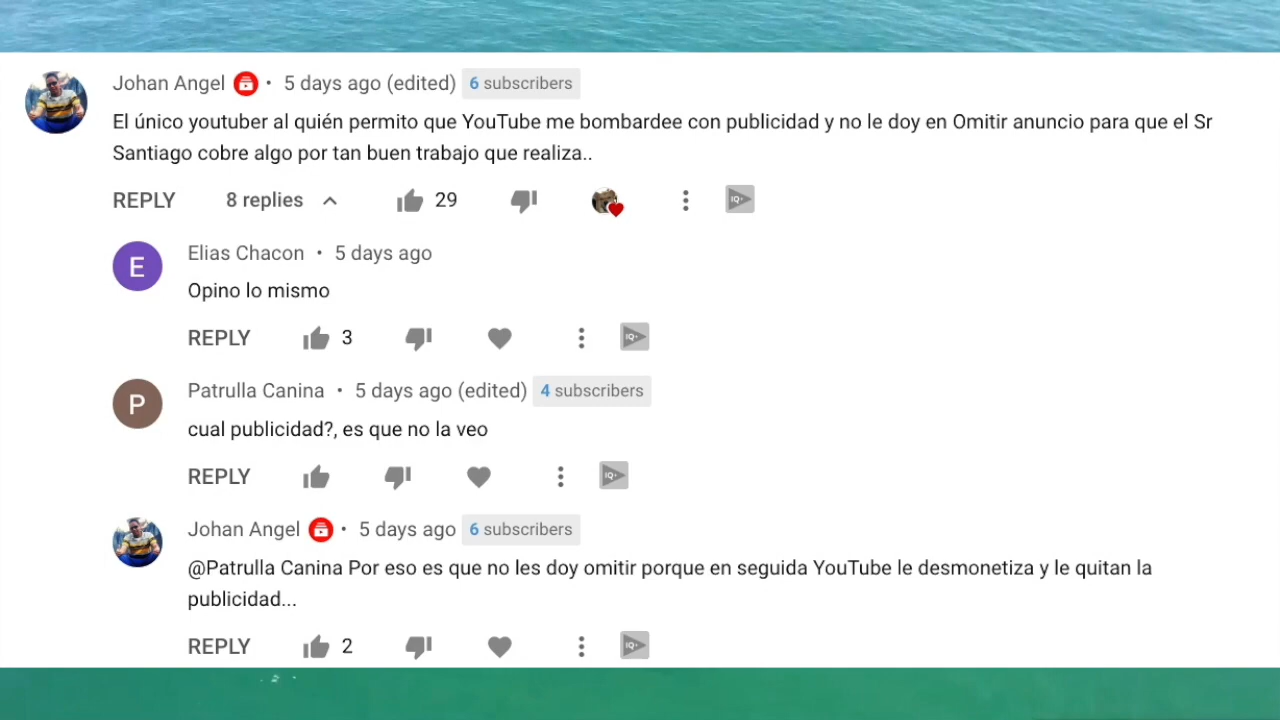 Johan Angel • 5 days ago (edited) 6 subscribers
El único youtuber al quién permito que YouTube me bombardee con publicidad y no le doy en Omitir anuncio para que el Sr
Santiago cobre algo por tan buen trabajo que realiza..
REPLY 8 replies 29 IQ+
E Elias Chacon • 5 days ago
Opino lo mismo
REPLY 3 IQ+
P Patrulla Canina • 5 days ago (edited) 4 subscribers
cual publicidad?, es que no la veo
REPLY IQ+
Johan Angel • 5 days ago 6 subscribers
@Patrulla Canina Por eso es que no les doy omitir porque en seguida YouTube le desmonetiza y le quitan la
publicidad...
REPLY 2 IQ+